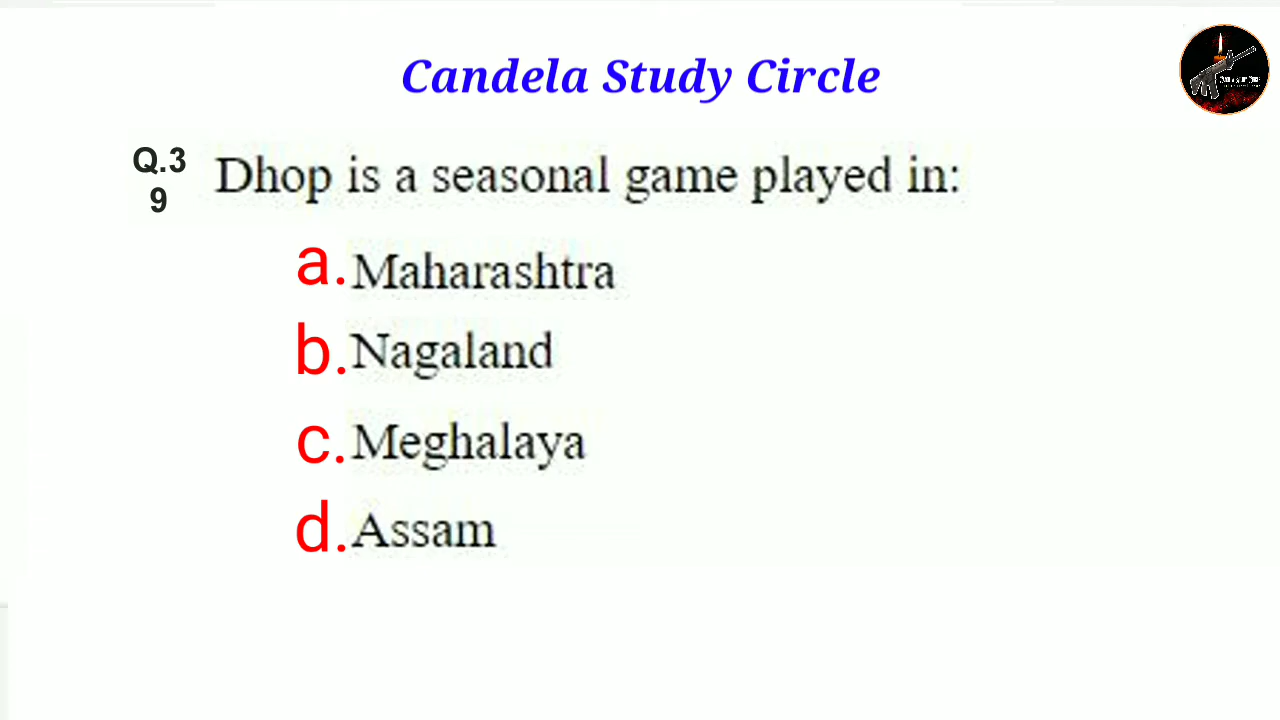 Candela Study Circle
Q.3
9
Dhop is a seasonal game played in:
a. Maharashtra
b. Nagaland
c. Meghalaya
d. Assam